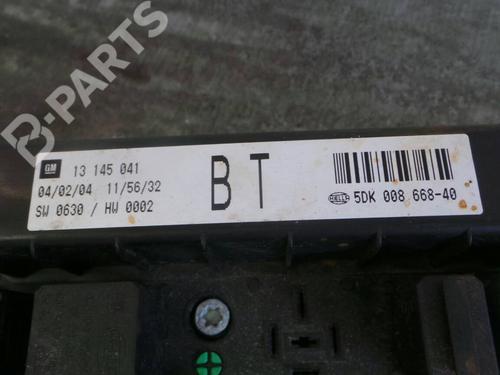 B-PARTS
GM 13 145 041
04/02/04 11/56/32
SW 0630 / HW 0002
BT
HELLA 5DK 008 668-40